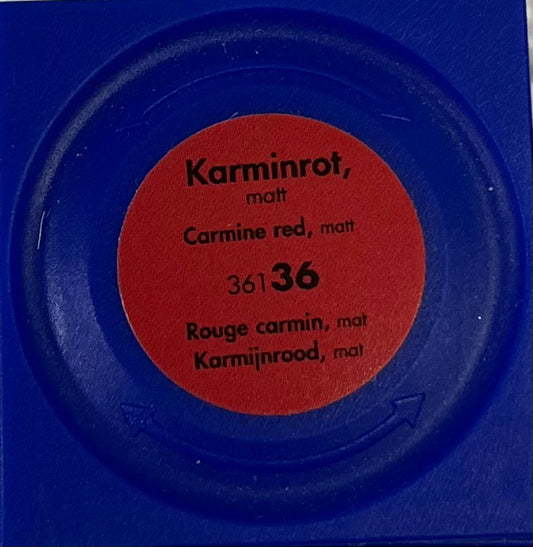 Karminrot,
matt
Carmine red, matt
36136
Rouge carmin, mat
Karmijnrood, mat